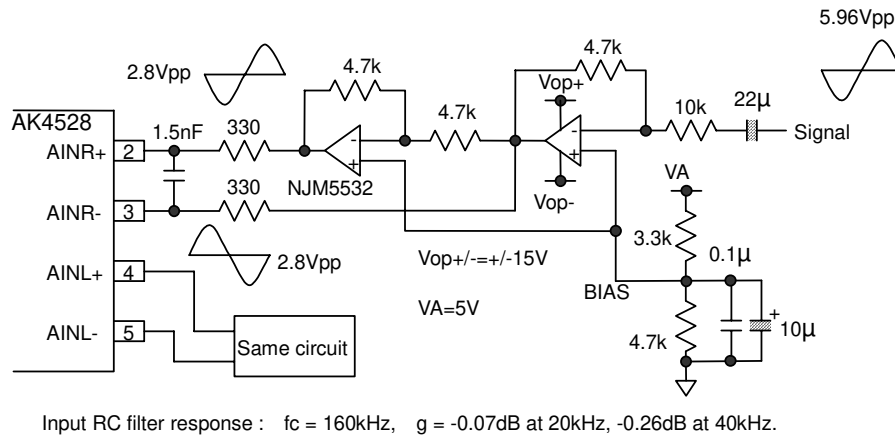 5.96Vpp
2.8Vpp
4.7k
4.7k
Vop+
4.7k
10k
22µ
Signal
AK4528
1.5nF
330
AINR+
2
-
+
-
+
NJM5532
Vop-
VA
330
AINR-
3
3.3k
0.1µ
2.8Vpp
Vop+/-=+/-15V
AINL+
4
BIAS
VA=5V
4.7k
+
10µ
AINL-
5
Same circuit
Input RC filter response : fc = 160kHz, g = -0.07dB at 20kHz, -0.26dB at 40kHz.